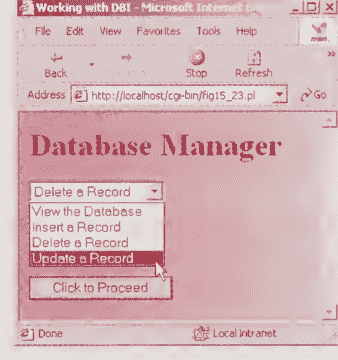 Working with DBI - Microsoft Internet
File Edit View Favorites Tools Help
msn
Back Stop Refresh
Address http://localhost/cgi-bin/fig15_23.pl Go
Database Manager
Delete a Record
View the Database
Insert a Record
Delete a Record
Update a Record
Click to Proceed
Done Local intranet